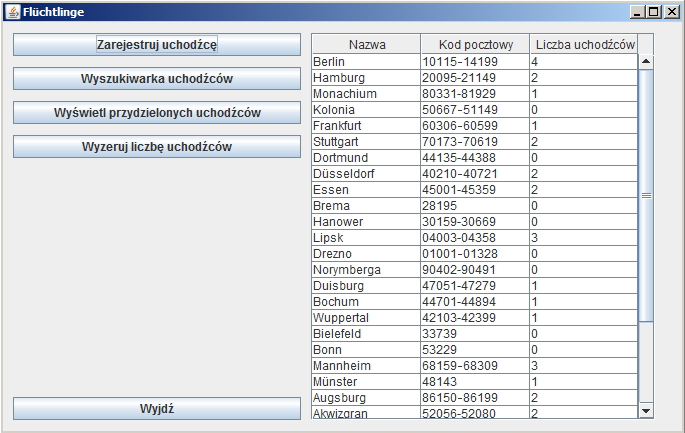 Flüchtlinge
Zarejestruj uchodźcę
Wyszukiwarka uchodźców
Wyświetl przydzielonych uchodźców
Wyzeruj liczbę uchodźców
Wyjdź
Nazwa Kod pocztowy Liczba uchodźców
Berlin 10115-14199 4
Hamburg 20095-21149 2
Monachium 80331-81929 1
Kolonia 50667-51149 0
Frankfurt 60306-60599 1
Stuttgart 70173-70619 2
Dortmund 44135-44388 0
Düsseldorf 40210-40721 2
Essen 45001-45359 2
Brema 28195 0
Hanower 30159-30669 0
Lipsk 04003-04358 3
Drezno 01001-01328 0
Norymberga 90402-90491 0
Duisburg 47051-47279 1
Bochum 44701-44894 1
Wuppertal 42103-42399 1
Bielefeld 33739 0
Bonn 53229 0
Mannheim 68159-68309 3
Münster 48143 1
Augsburg 86150-86199 2
Akwizgran 52056-52080 2